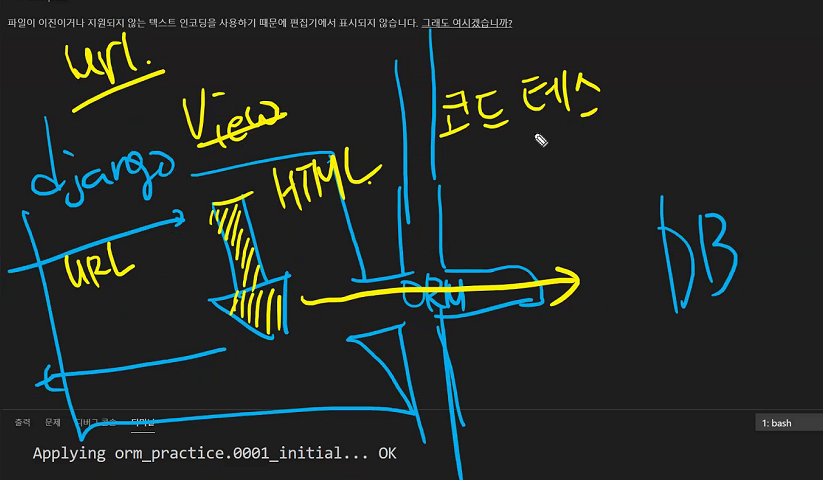 파일이 이진이거나 지원되지 않는 텍스트 인코딩을 사용하기 때문에 편집기에서 표시되지 않습니다. 그래도 여시겠습니까?
url.
View
코드 테스
django
HTML.
URL
ORM
DB
출력 문제 디버그 콘솔 터미널
1: bash
Applying orm_practice.0001_initial... OK